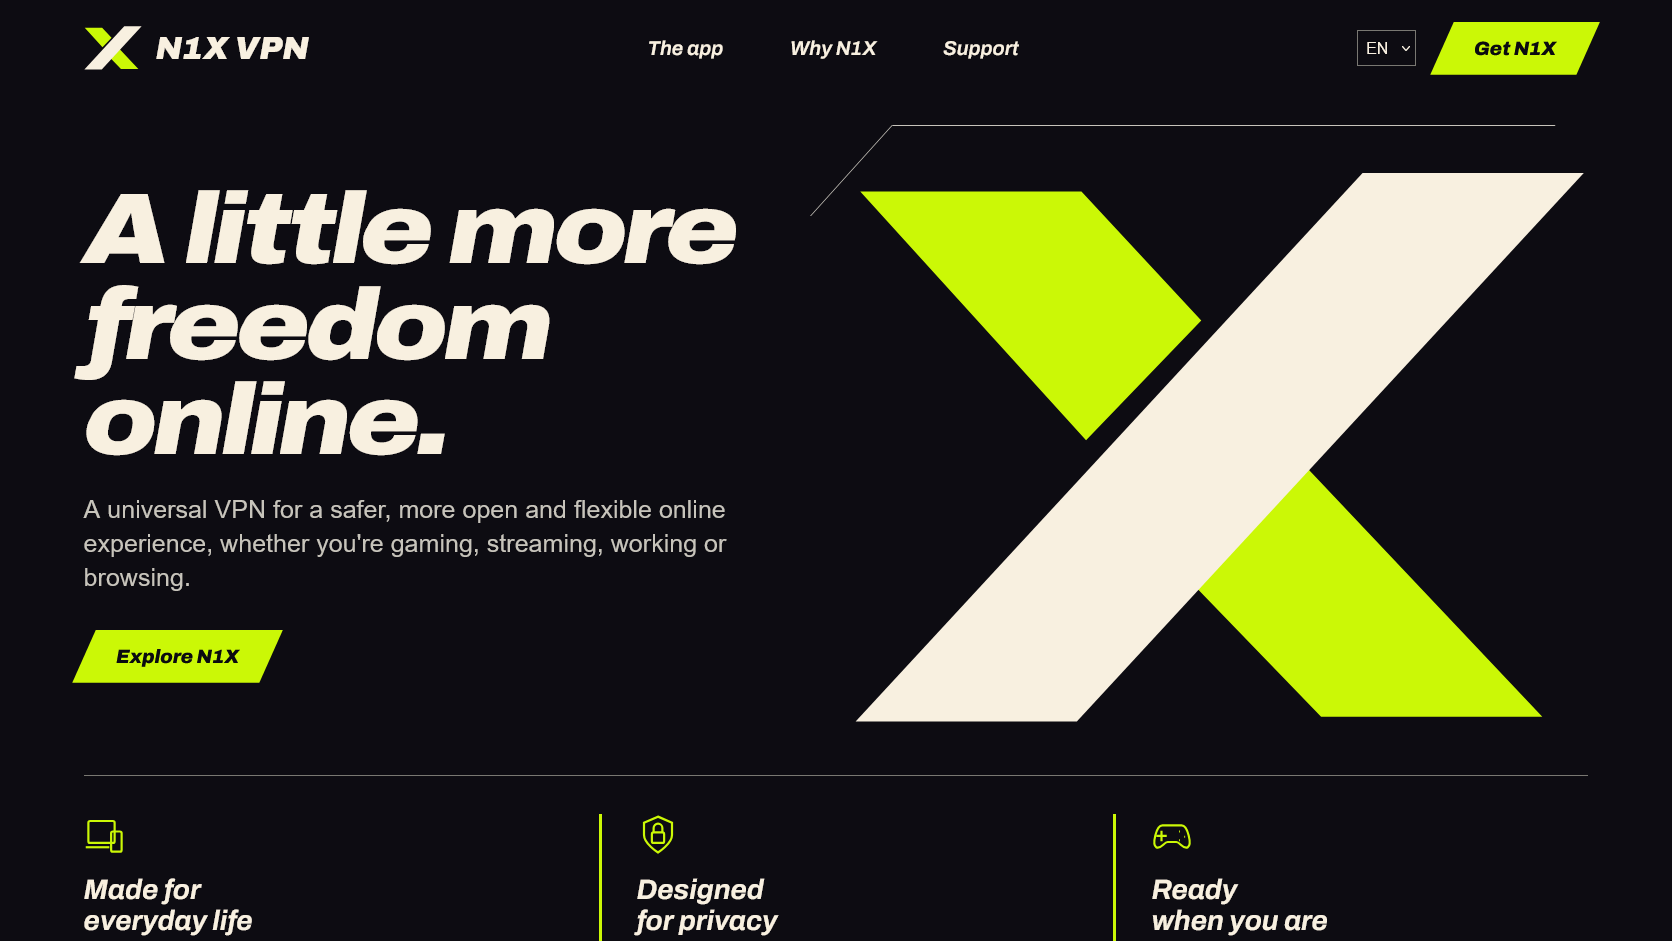 N1X VPN
The app
Why N1X
Support
EN
Get N1X
A little more
freedom
online.
A universal VPN for a safer, more open and flexible online
experience, whether you're gaming, streaming, working or
browsing.
Explore N1X
Made for
everyday life
Designed
for privacy
Ready
when you are